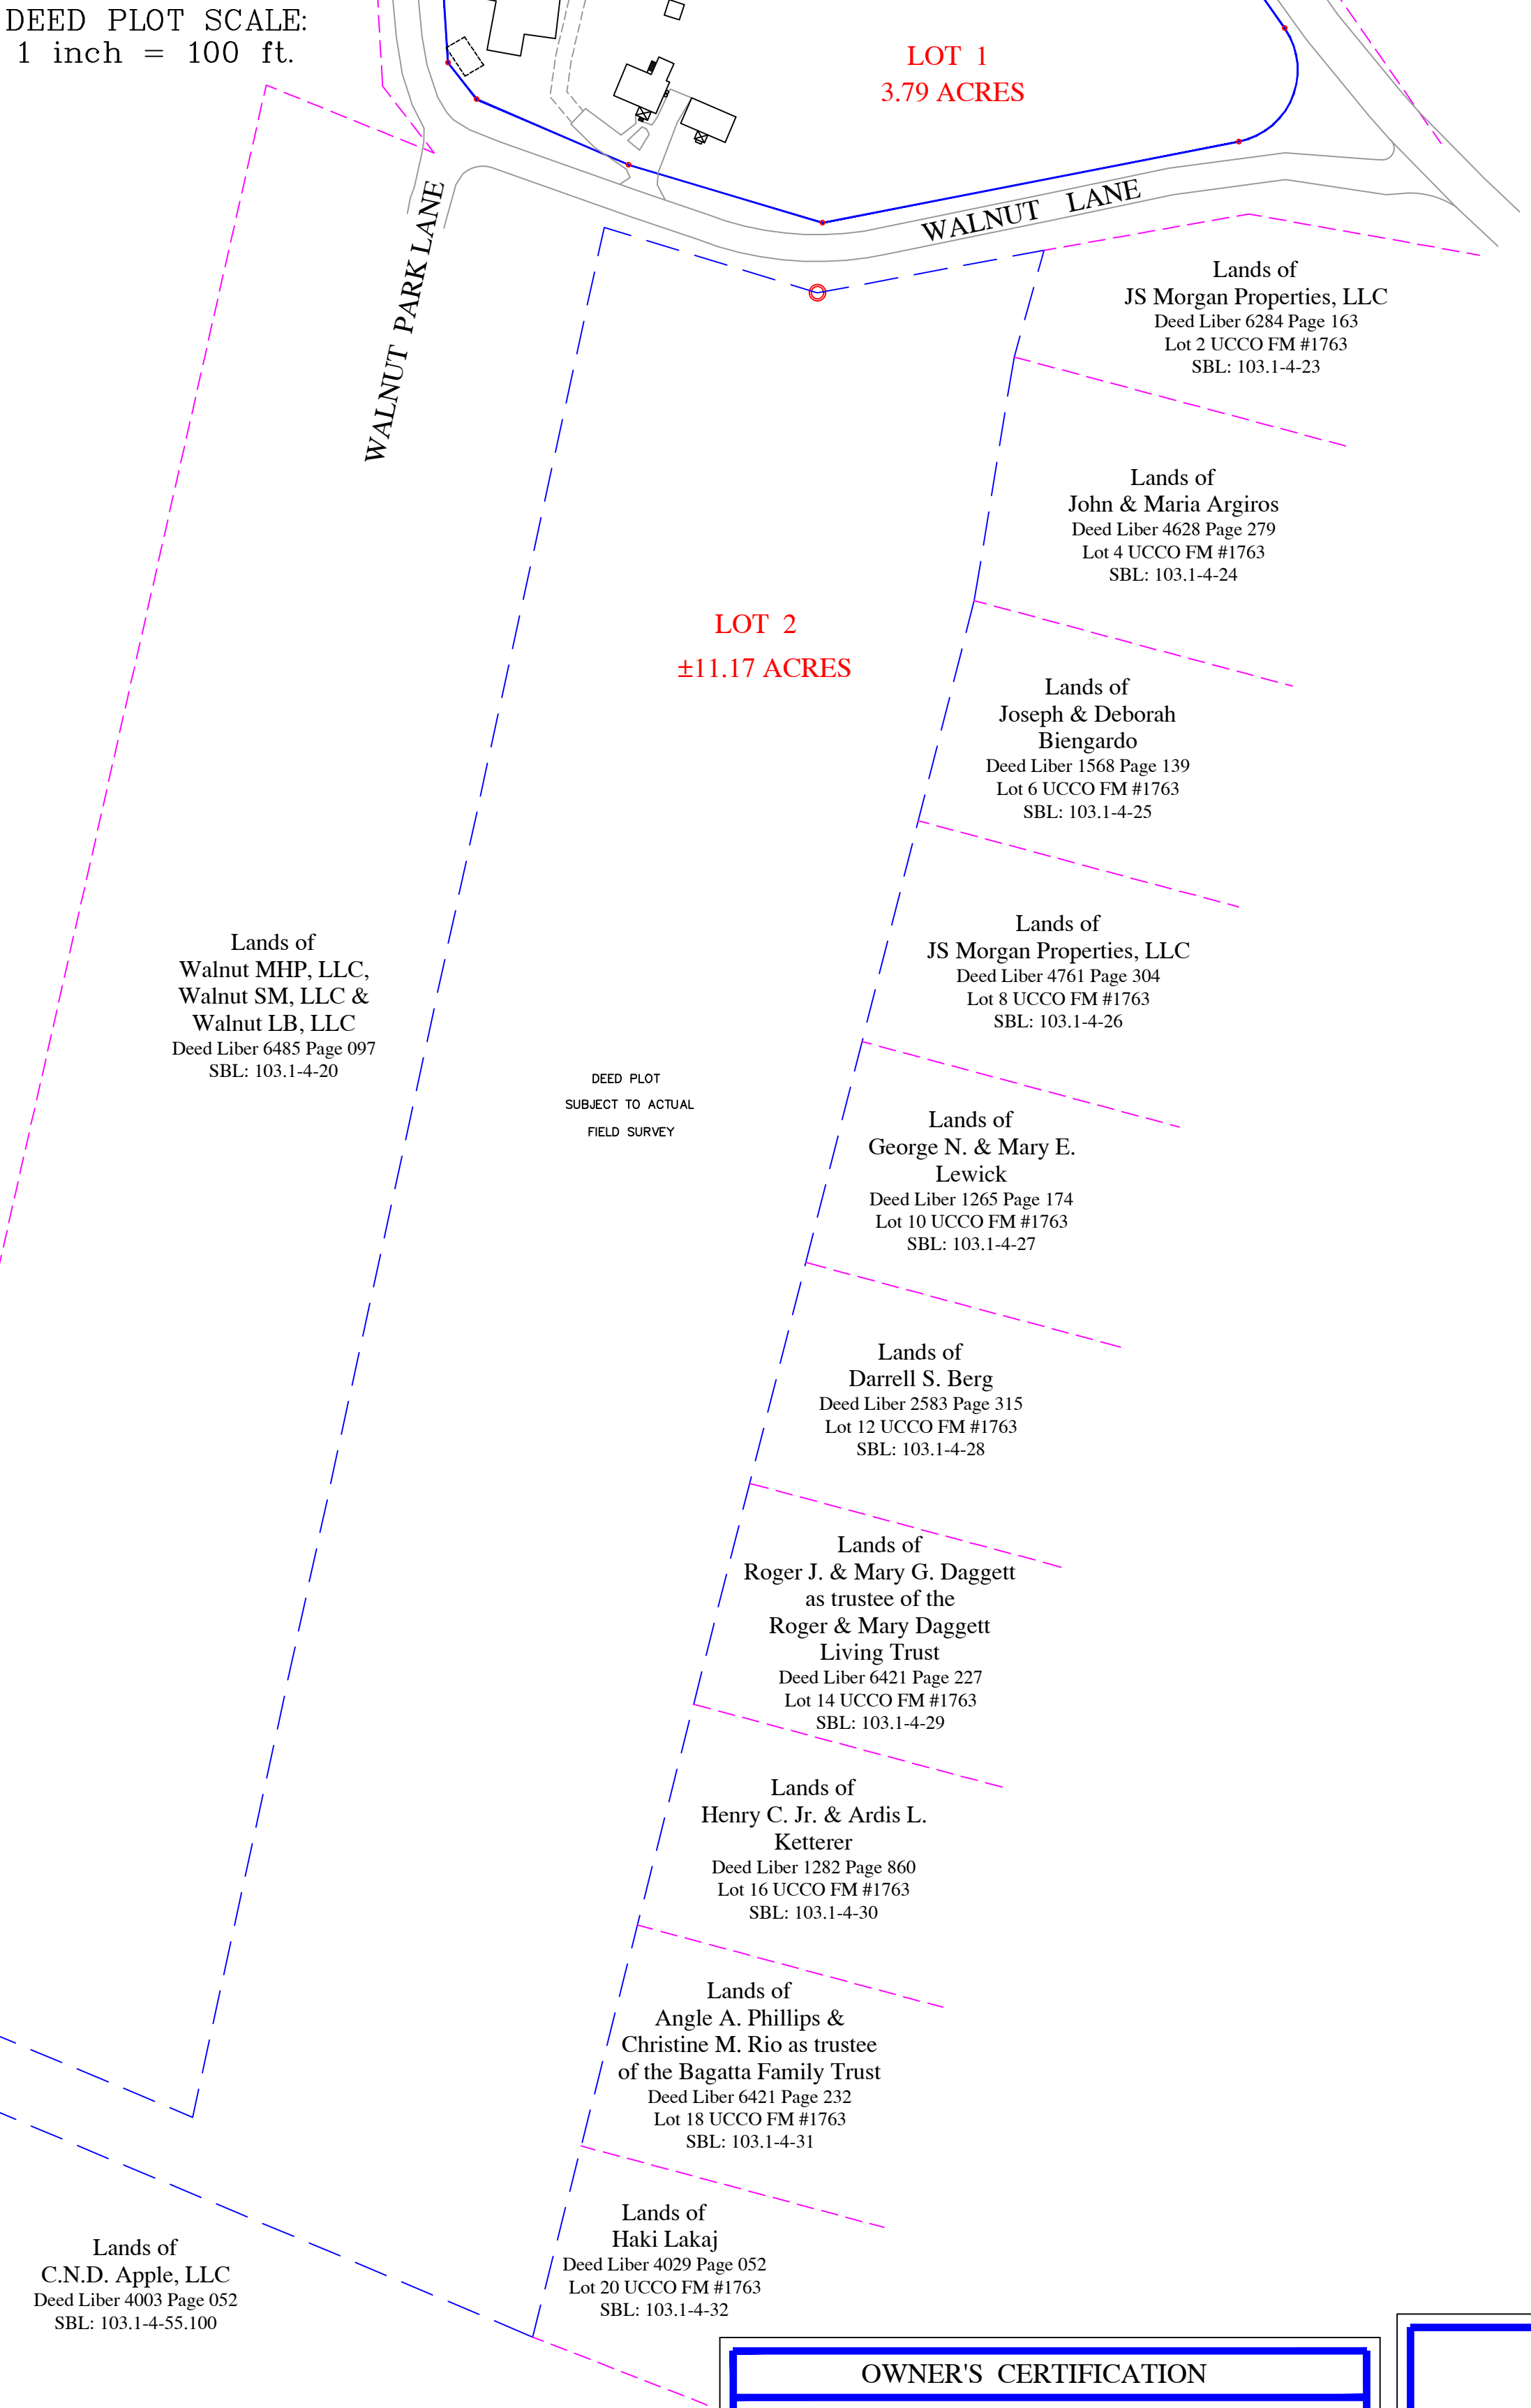 DEED PLOT SCALE:
1 inch = 100 ft.
LOT 1
3.79 ACRES
WALNUT LANE
WALNUT PARK LANE
Lands of
JS Morgan Properties, LLC
Deed Liber 6284 Page 163
Lot 2 UCCO FM #1763
SBL: 103.1-4-23
Lands of
John & Maria Argiros
Deed Liber 4628 Page 279
Lot 4 UCCO FM #1763
SBL: 103.1-4-24
LOT 2
±11.17 ACRES
Lands of
Joseph & Deborah
Biengardo
Deed Liber 1568 Page 139
Lot 6 UCCO FM #1763
SBL: 103.1-4-25
Lands of
JS Morgan Properties, LLC
Deed Liber 4761 Page 304
Lot 8 UCCO FM #1763
SBL: 103.1-4-26
Lands of
Walnut MHP, LLC,
Walnut SM, LLC &
Walnut LB, LLC
Deed Liber 6485 Page 097
SBL: 103.1-4-20
DEED PLOT
SUBJECT TO ACTUAL
FIELD SURVEY
Lands of
George N. & Mary E.
Lewick
Deed Liber 1265 Page 174
Lot 10 UCCO FM #1763
SBL: 103.1-4-27
Lands of
Darrell S. Berg
Deed Liber 2583 Page 315
Lot 12 UCCO FM #1763
SBL: 103.1-4-28
Lands of
Roger J. & Mary G. Daggett
as trustee of the
Roger & Mary Daggett
Living Trust
Deed Liber 6421 Page 227
Lot 14 UCCO FM #1763
SBL: 103.1-4-29
Lands of
Henry C. Jr. & Ardis L.
Ketterer
Deed Liber 1282 Page 860
Lot 16 UCCO FM #1763
SBL: 103.1-4-30
Lands of
Angle A. Phillips &
Christine M. Rio as trustee
of the Bagatta Family Trust
Deed Liber 6421 Page 232
Lot 18 UCCO FM #1763
SBL: 103.1-4-31
Lands of
Haki Lakaj
Deed Liber 4029 Page 052
Lot 20 UCCO FM #1763
SBL: 103.1-4-32
Lands of
C.N.D. Apple, LLC
Deed Liber 4003 Page 052
SBL: 103.1-4-55.100
OWNER'S CERTIFICATION